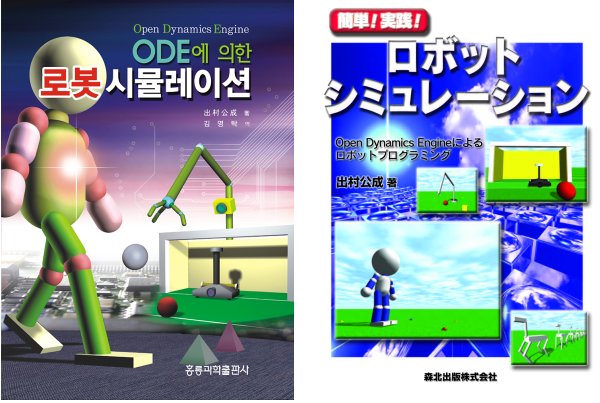 Open Dynamics Engine
ODE에 의한
로봇 시뮬레이션
出村公成 著
김영탁 역
홍릉과학출판사
簡単!実践!
ロボット
シミュレーション
Open Dynamics Engineによる
ロボットプログラミング
出村公成 著
森北出版株式会社